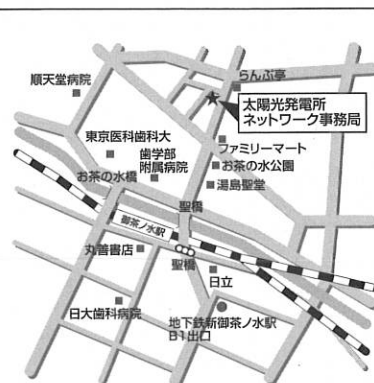 らんぷ亭
順天堂病院
太陽光発電所
ネットワーク事務局
東京医科歯科大
歯学部
附属病院
ファミリーマート
お茶の水公園
お茶の水橋
湯島聖堂
聖橋
御茶ノ水駅
丸善書店
聖橋
日立
日大歯科病院
地下鉄新御茶ノ水駅
B1出口